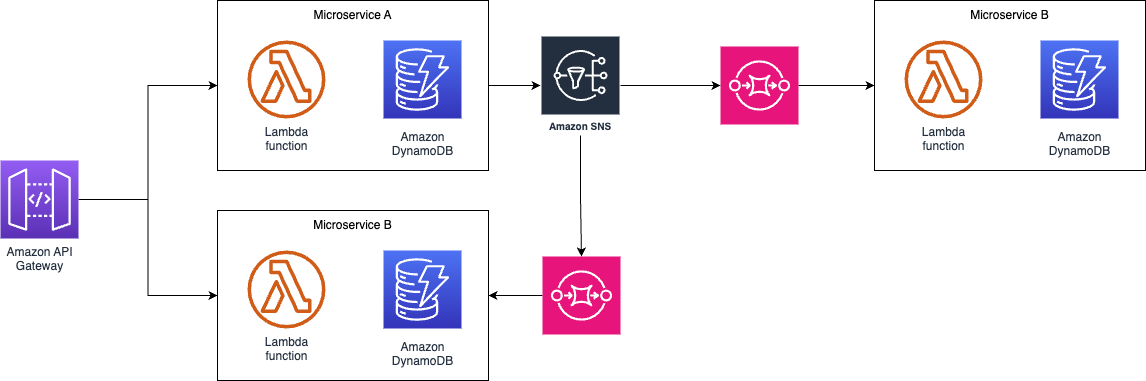 Microservice A
Lambda
function
Amazon
DynamoDB
Amazon SNS
Microservice B
Lambda
function
Amazon
DynamoDB
</>
Amazon API
Gateway
Microservice B
Lambda
function
Amazon
DynamoDB